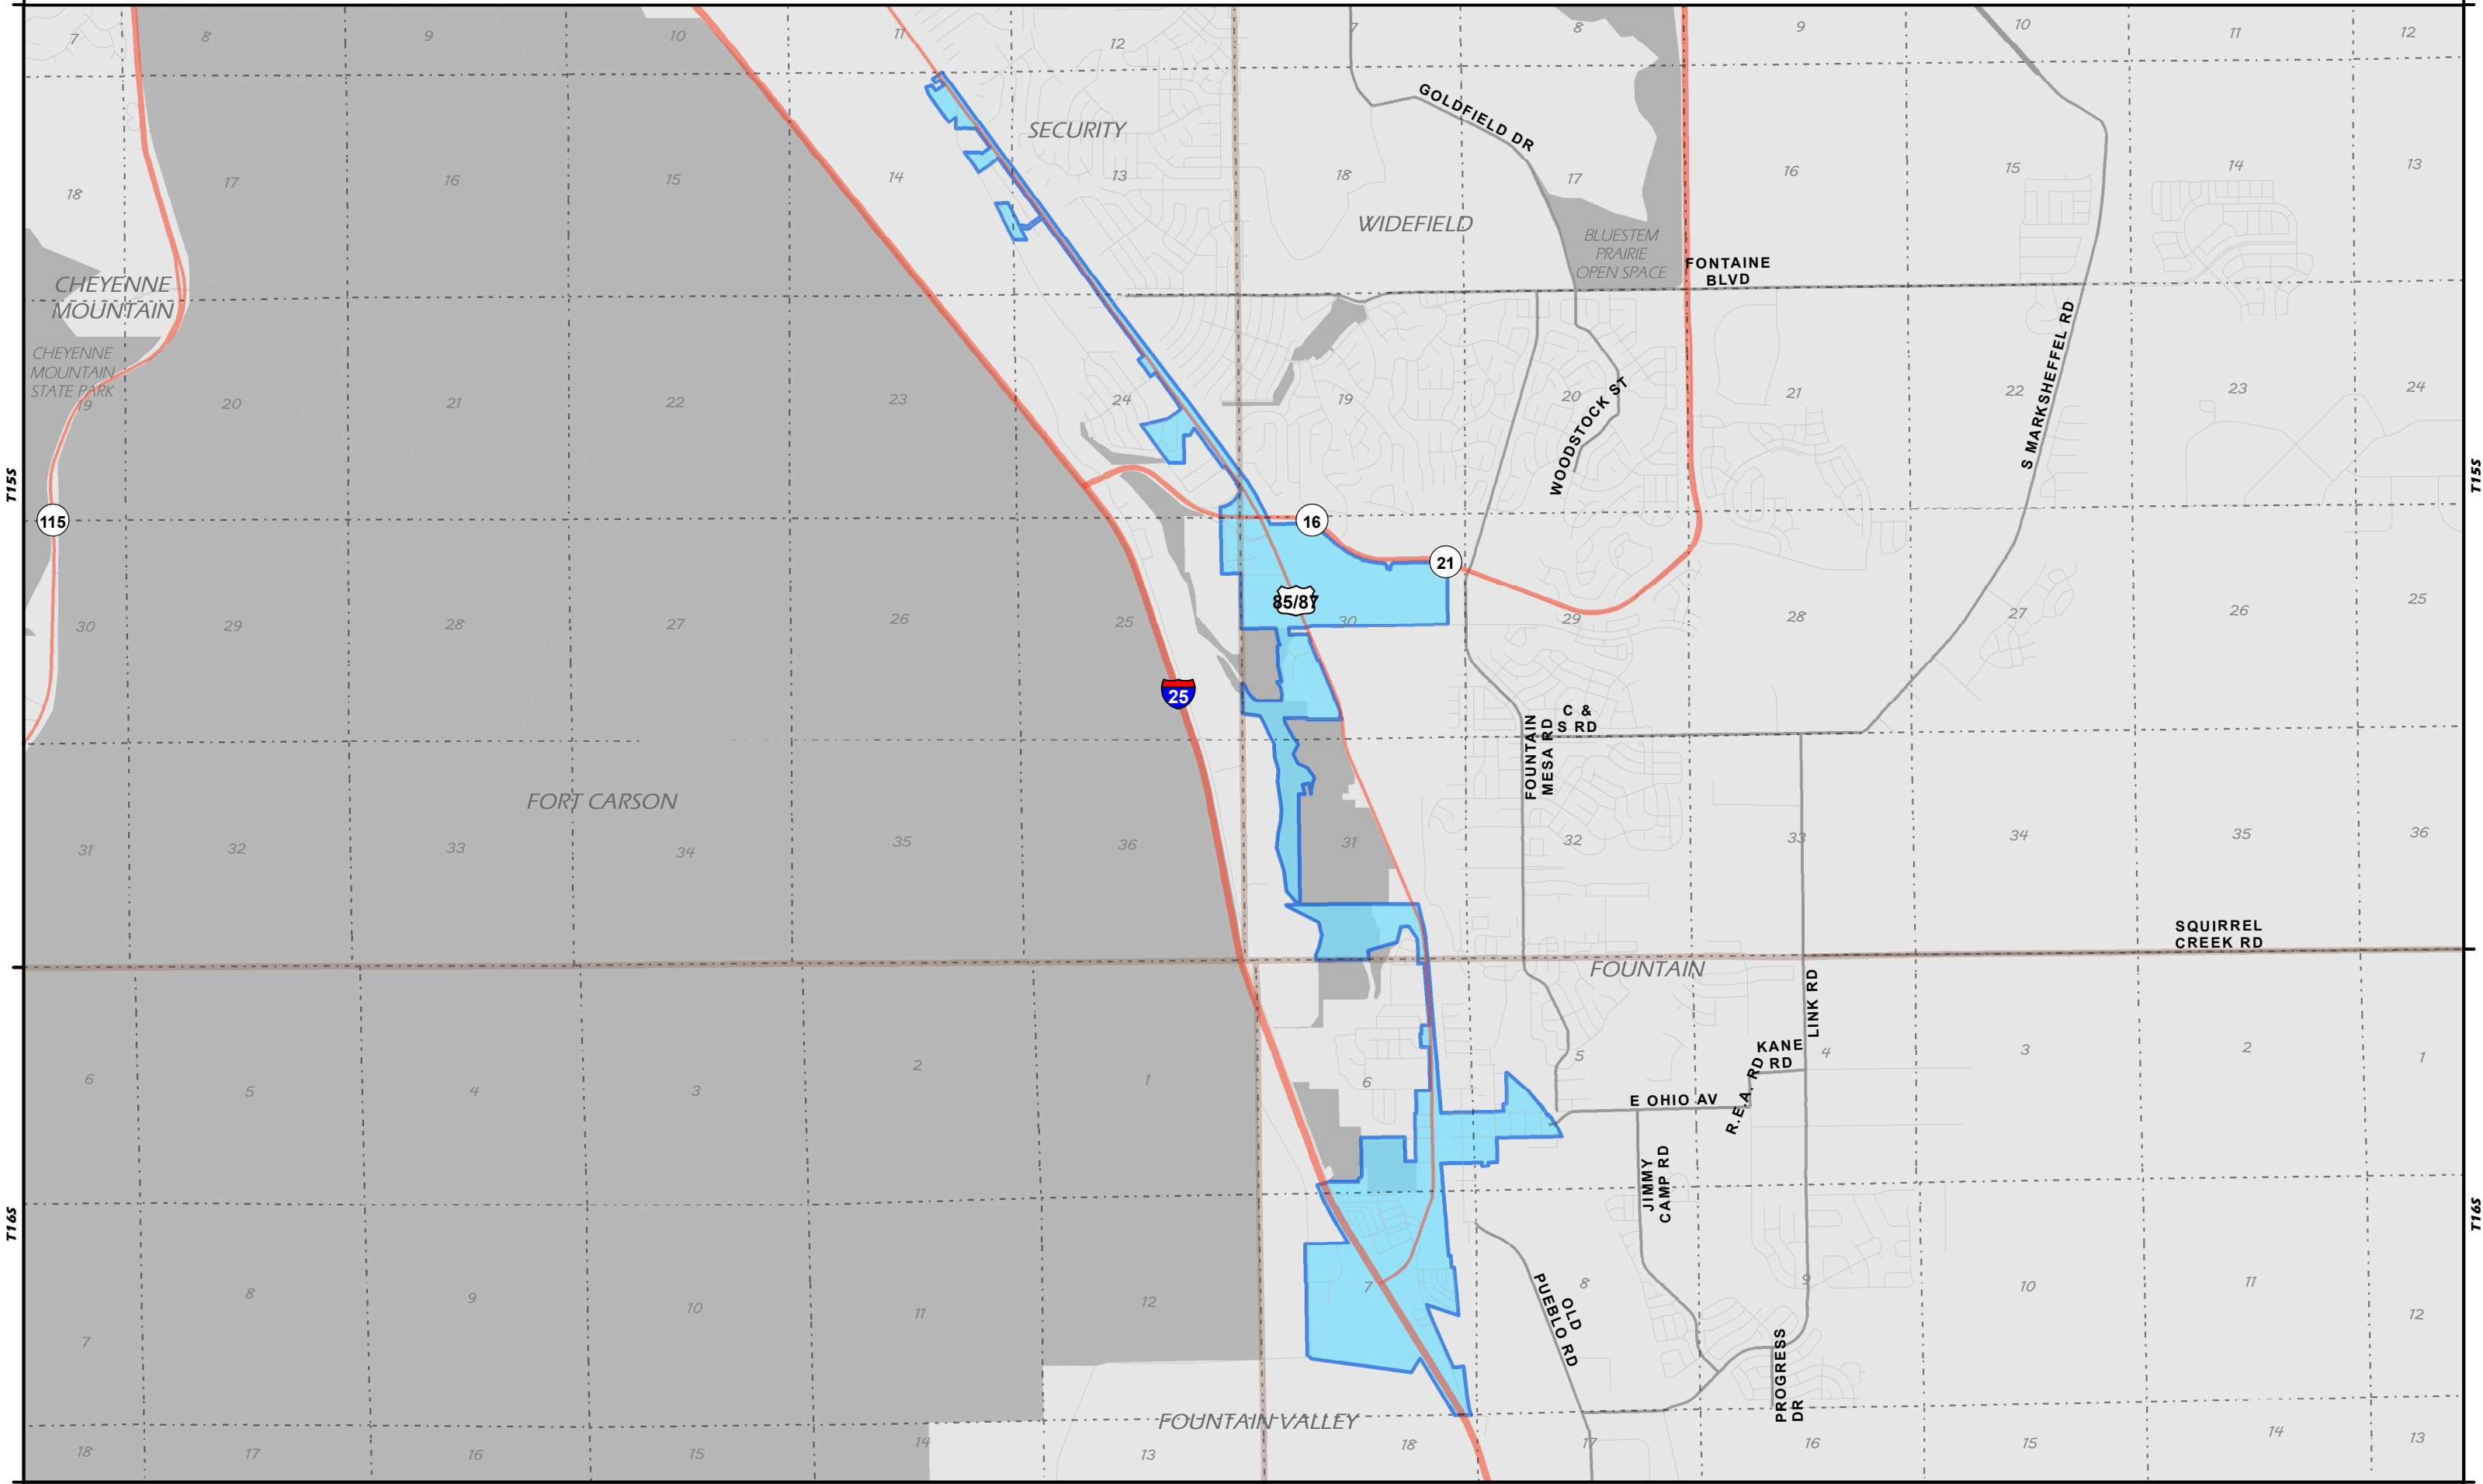 7
8
9
10
11
12
7
8
9
10
11
12
SECURITY
GOLDFIELD DR
18
17
16
15
14
13
18
17
16
15
14
13
WIDEFIELD
BLUESTEM
PRAIRIE
OPEN SPACE
FONTAINE
BLVD
CHEYENNE
MOUNTAIN
CHEYENNE
MOUNTAIN
STATE PARK
S MARKSHEFFEL RD
WOODSTOCK ST
19
20
21
22
23
24
19
20
21
22
23
24
T15S
T15S
115
16
21
85/87
30
29
28
27
26
25
30
29
28
27
26
25
25
C &
S RD
FOUNTAIN
MESA RD
FORT CARSON
31
32
33
34
35
36
31
32
33
34
35
36
SQUIRREL
CREEK RD
FOUNTAIN
LINK RD
KANE
RD
R.E.A. RD
E OHIO AV
6
5
4
3
2
1
6
5
4
3
2
1
JIMMY
CAMP RD
T16S
T16S
OLD
PUEBLO RD
7
8
9
10
11
12
7
8
9
10
11
12
PROGRESS
DR
FOUNTAIN VALLEY
18
17
16
15
14
13
18
17
16
15
14
13